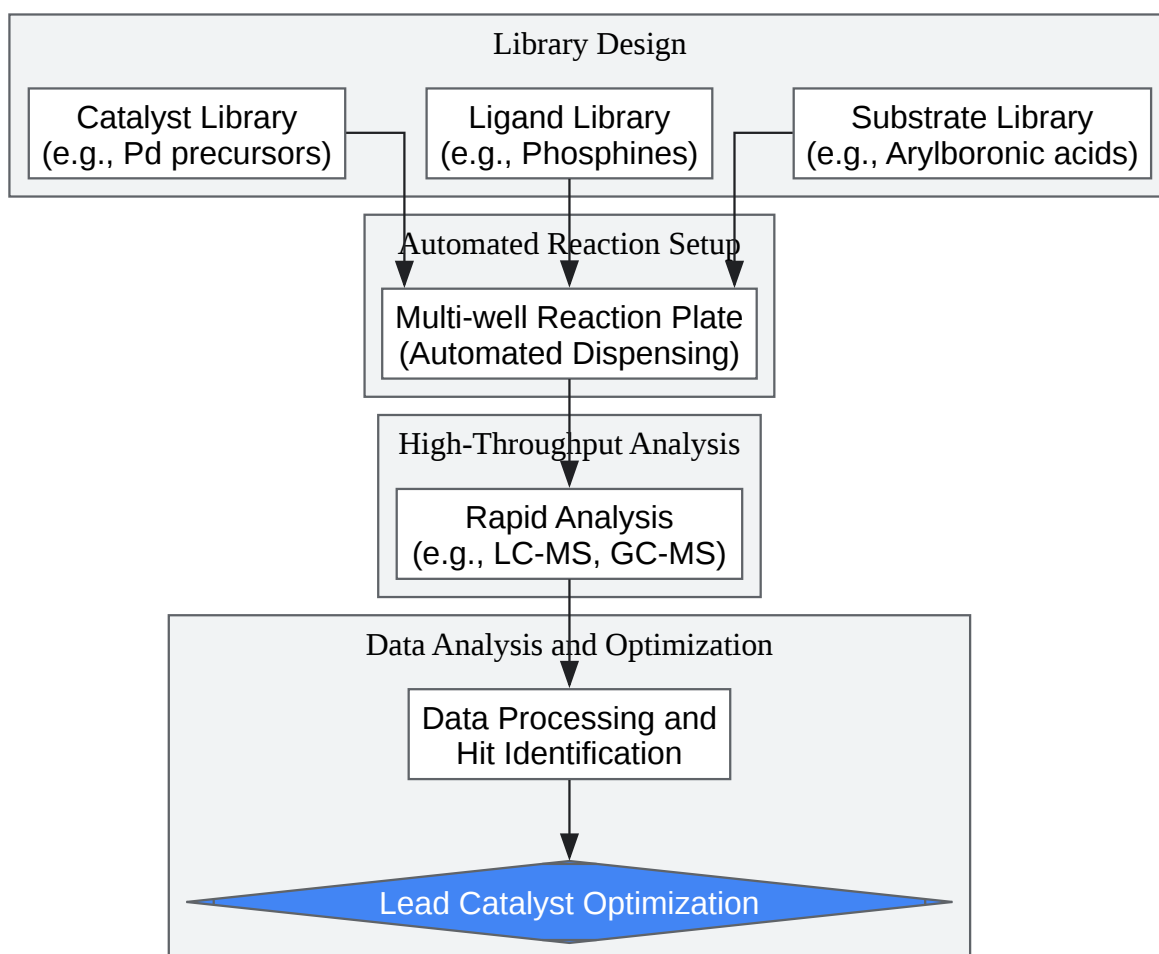 Library Design
Catalyst Library
(e.g., Pd precursors)
Ligand Library
(e.g., Phosphines)
Substrate Library
(e.g., Arylboronic acids)
Automated Reaction Setup
Multi-well Reaction Plate
(Automated Dispensing)
High-Throughput Analysis
Rapid Analysis
(e.g., LC-MS, GC-MS)
Data Analysis and Optimization
Data Processing and
Hit Identification
Lead Catalyst Optimization